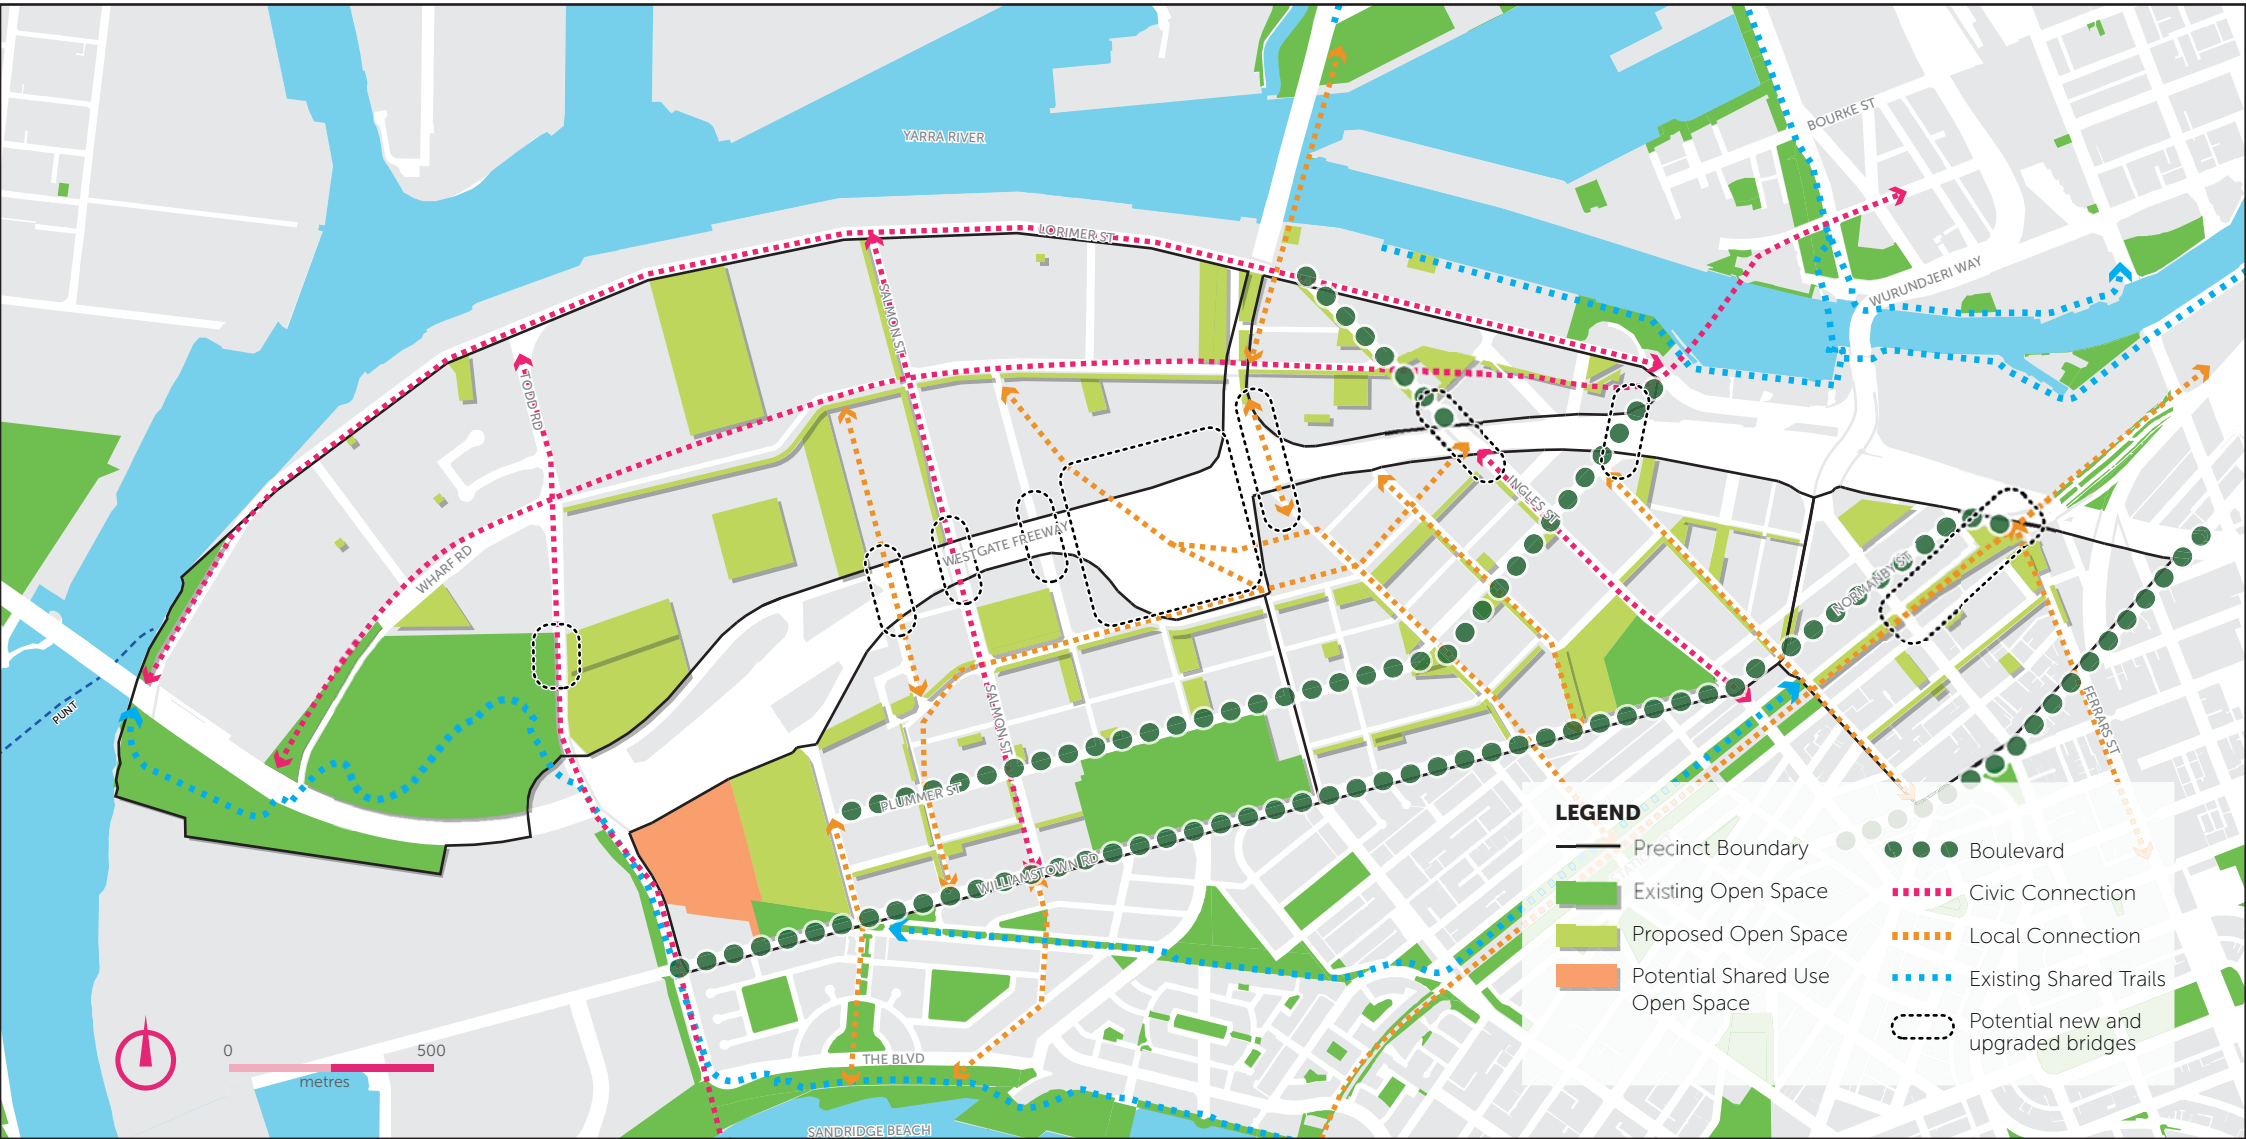 YARRA RIVER
BOURKE ST
WURUNDJERI WAY
LORIMER ST
SALMON ST
TODD RD
WHARF RD
WESTGATE FREEWAY
INGLES ST
NORMANBY ST
FERRARS ST
PUNT
SALMON ST
PLUMMER ST
WILLIAMSTOWN RD
THE BLVD
SANDRIDGE BEACH
0 500
metres
LEGEND
Precinct Boundary
Existing Open Space
Proposed Open Space
Potential Shared Use
Open Space
Boulevard
Civic Connection
Local Connection
Existing Shared Trails
Potential new and
upgraded bridges